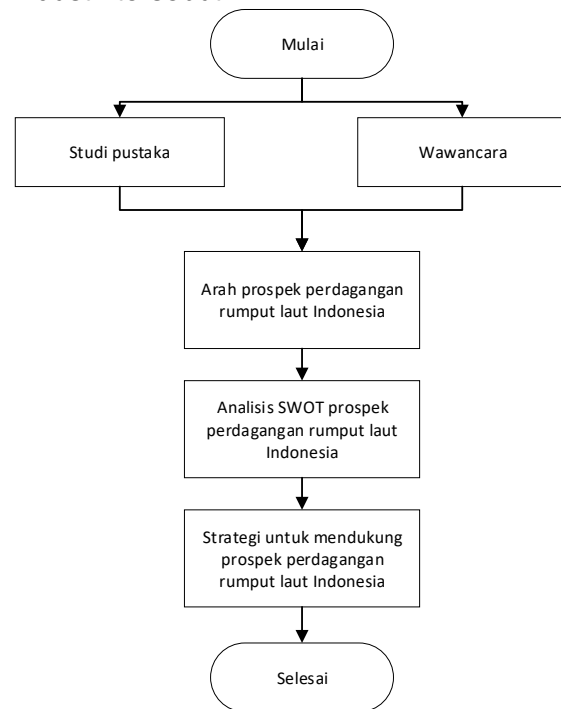 Mulai
Studi pustaka
Wawancara
Arah prospek perdagangan
rumput laut Indonesia
Analisis SWOT prospek
perdagangan rumput laut
Indonesia
Strategi untuk mendukung
prospek perdagangan
rumput laut Indonesia
Selesai